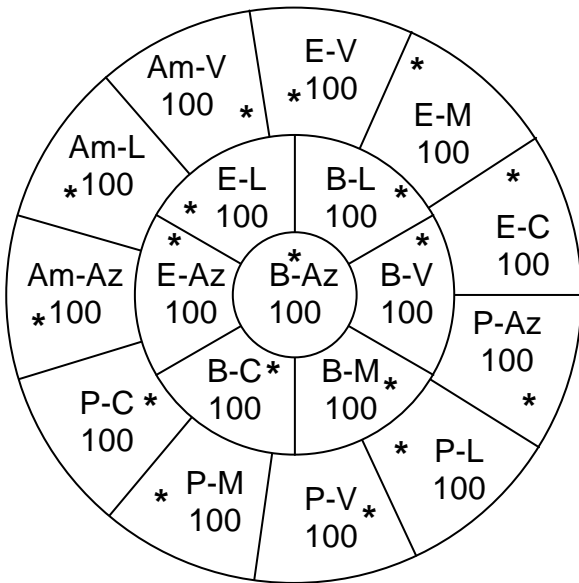 Am-V
100 *
E-V
* 100
*
E-M
100
*
E-C
100
P-Az
100
*
* P-L
100
P-V
100 *
* P-M
100
P-C *
100
Am-Az
* 100
Am-L
* 100
E-L
* 100
B-L
100 *
*
B-V
100
B-M *
100
B-C *
100
*
E-Az
100
*
B-Az
100